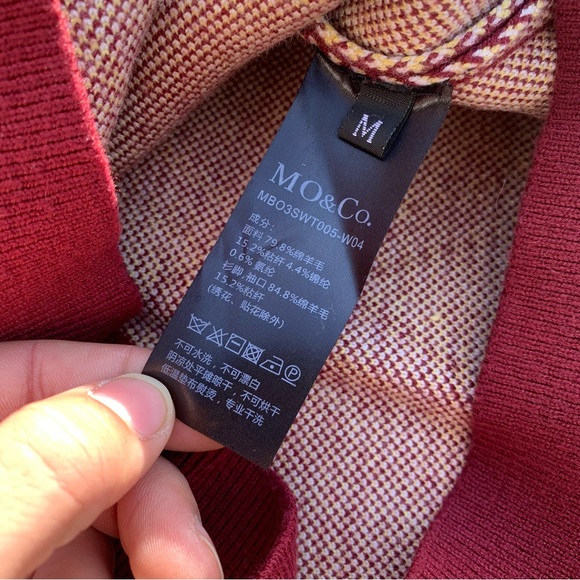 MO&Co.
MBO3SWT005-W04
成分：
面料 79.8%绵羊毛
15.2%粘纤 4.4%锦纶
0.6% 氨纶
衫脚,袖口 84.8%绵羊毛
15.2%粘纤
(绣花、贴花除外)
不可水洗，不可漂白
阴凉处平摊晾干，不可烘干
低温垫布熨烫，专业干洗